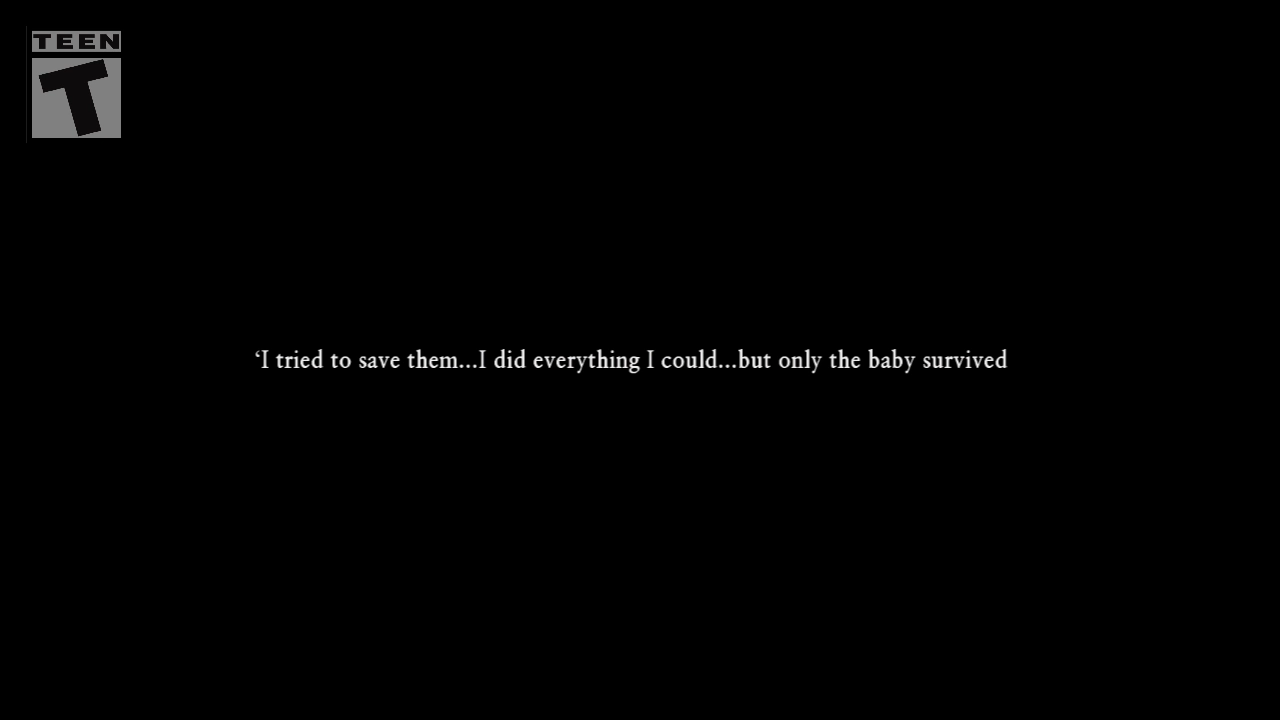 TEEN
T
‘I tried to save them...I did everything I could...but only the baby survived